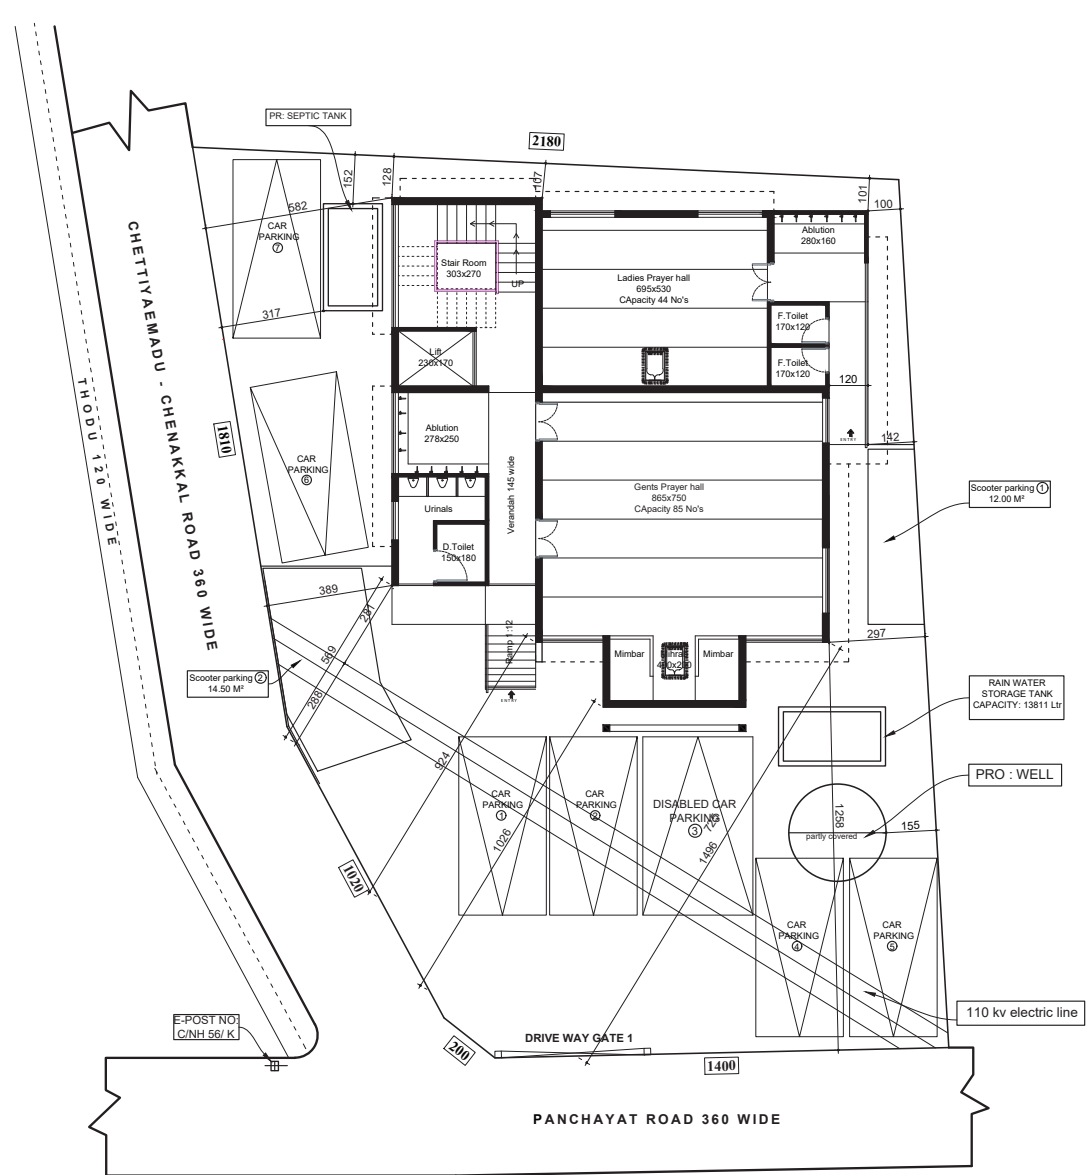 PR: SEPTIC TANK
2180
152
128
107
101
100
582
CAR
PARKING
7
317
Stair Room
303x270
UP
Ladies Prayer hall
695x530
CApacity 44 No's
Ablution
280x160
F.Toilet
170x120
F.Toilet
170x120
120
Lift
230x170
ENTRY
142
CHETTIYAEMADU - CHENAKKAL ROAD 360 WIDE
THODU 120 WIDE
1810
CAR
PARKING
6
Ablution
278x250
Verandah 145 wide
Gents Prayer hall
865x750
CApacity 85 No's
Scooter parking 1
12.00 M²
Urinals
D.Toilet
150x180
389
281
569
288
Scooter parking 2
14.50 M²
Ramp 1:12
ENTRY
Mimbar
Mimbar
297
RAIN WATER
STORAGE TANK
CAPACITY: 13811 Ltr
PRO : WELL
924
CAR
PARKING
1
1026
CAR
PARKING
2
DISABLED CAR
PARKING
3
1496
1258
partly covered
155
1020
CAR
PARKING
4
CAR
PARKING
5
110 kv electric line
E-POST NO:
C/NH 56/ K
200
DRIVE WAY GATE 1
1400
PANCHAYAT ROAD 360 WIDE